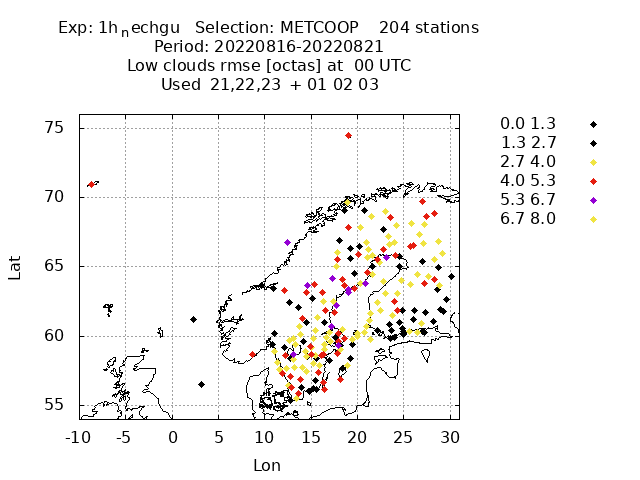 Exp: 1h_nechgu Selection: METCOOP 204 stations
Period: 20220816-20220821
Low clouds rmse [octas] at 00 UTC
Used 21,22,23 + 01 02 03
0.0 1.3
1.3 2.7
2.7 4.0
4.0 5.3
5.3 6.7
6.7 8.0
75
70
65
60
55
Lat
-10 -5 0 5 10 15 20 25 30
Lon